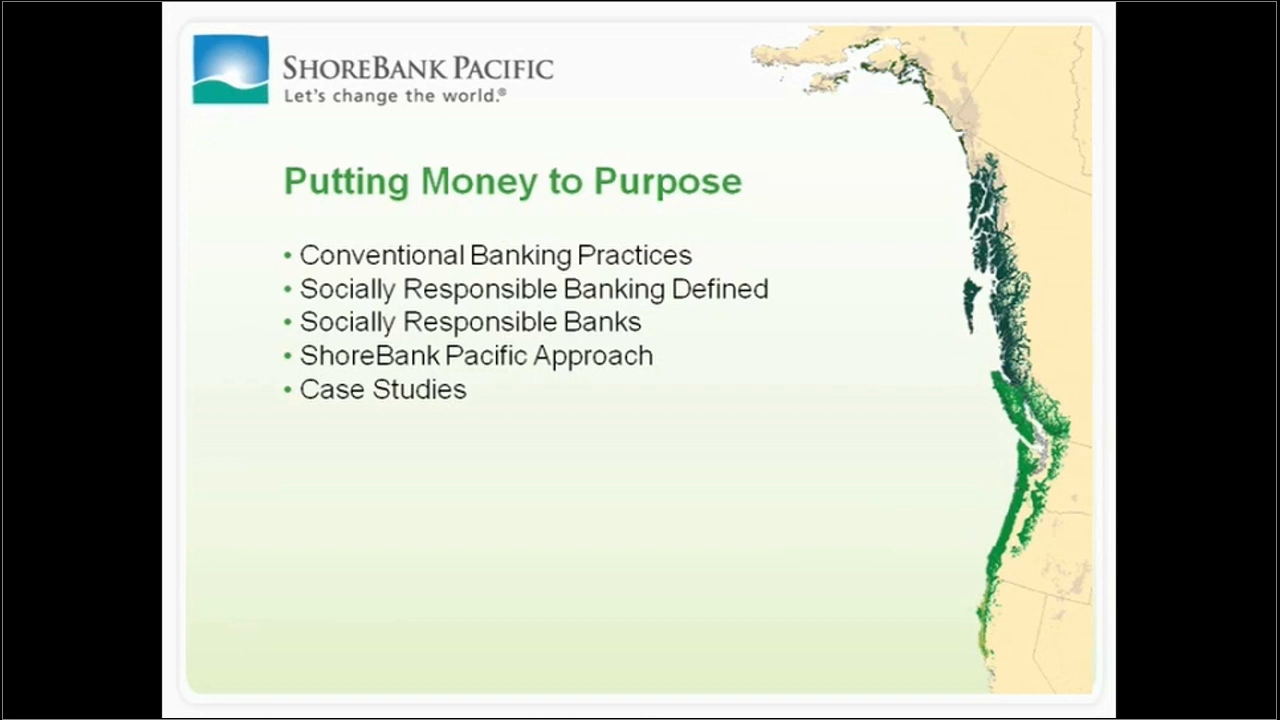 SHOREBANK PACIFIC
Let's change the world.®
Putting Money to Purpose
• Conventional Banking Practices
• Socially Responsible Banking Defined
• Socially Responsible Banks
• ShoreBank Pacific Approach
• Case Studies